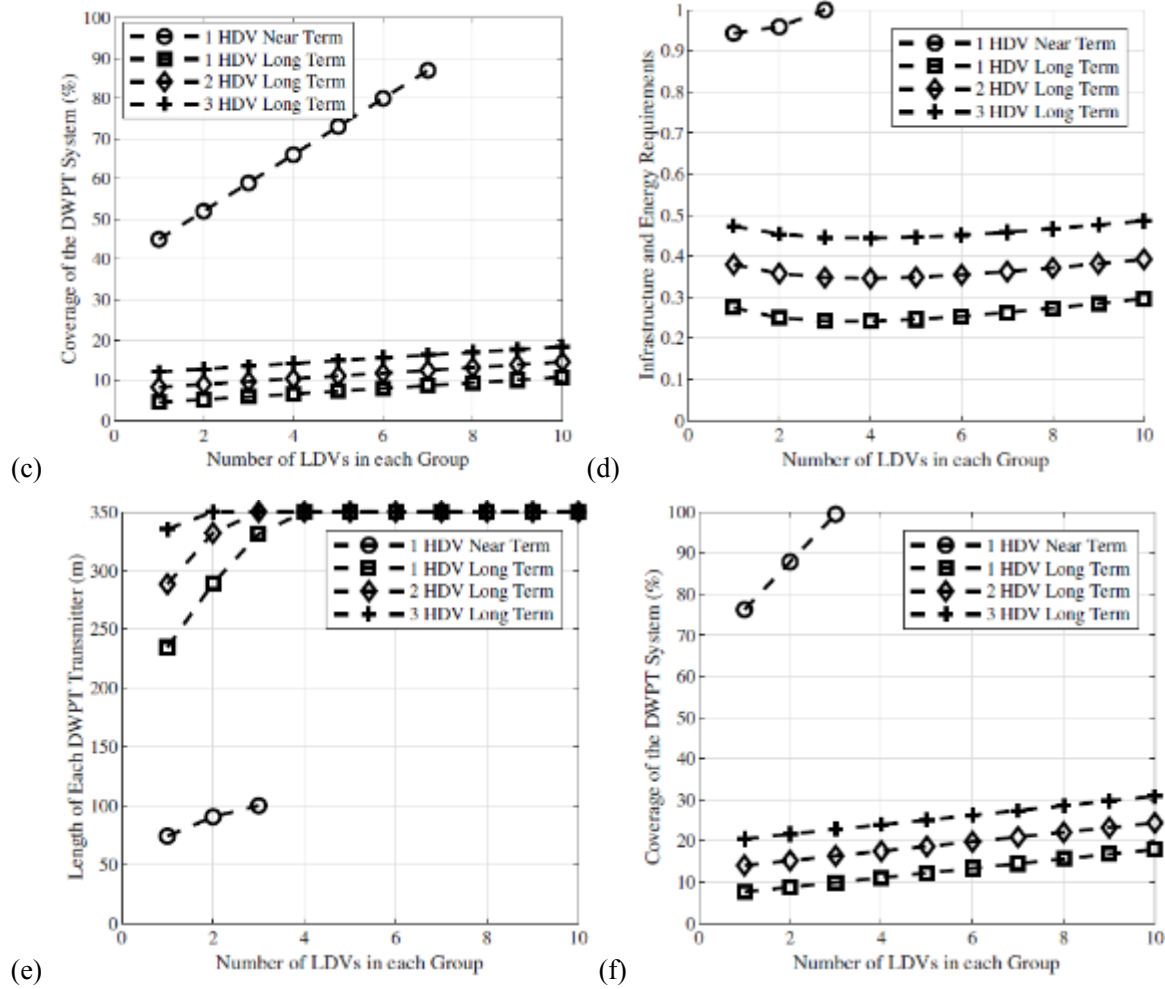 100
90
80
70
60
50
40
30
20
10
0
Coverage of the DWPT System (%)
1 HDV Near Term
1 HDV Long Term
2 HDV Long Term
3 HDV Long Term
0 2 4 6 8 10
Number of LDVs in each Group
(c)
1
0.9
0.8
0.7
0.6
0.5
0.4
0.3
0.2
0.1
0
Infrastructure and Energy Requirements
1 HDV Near Term
1 HDV Long Term
2 HDV Long Term
3 HDV Long Term
0 2 4 6 8 10
Number of LDVs in each Group
(d)
350
300
250
200
150
100
50
0
Length of Each DWPT Transmitter (m)
1 HDV Near Term
1 HDV Long Term
2 HDV Long Term
3 HDV Long Term
0 2 4 6 8 10
Number of LDVs in each Group
(e)
100
90
80
70
60
50
40
30
20
10
0
Coverage of the DWPT System (%)
1 HDV Near Term
1 HDV Long Term
2 HDV Long Term
3 HDV Long Term
0 2 4 6 8 10
Number of LDVs in each Group
(f)